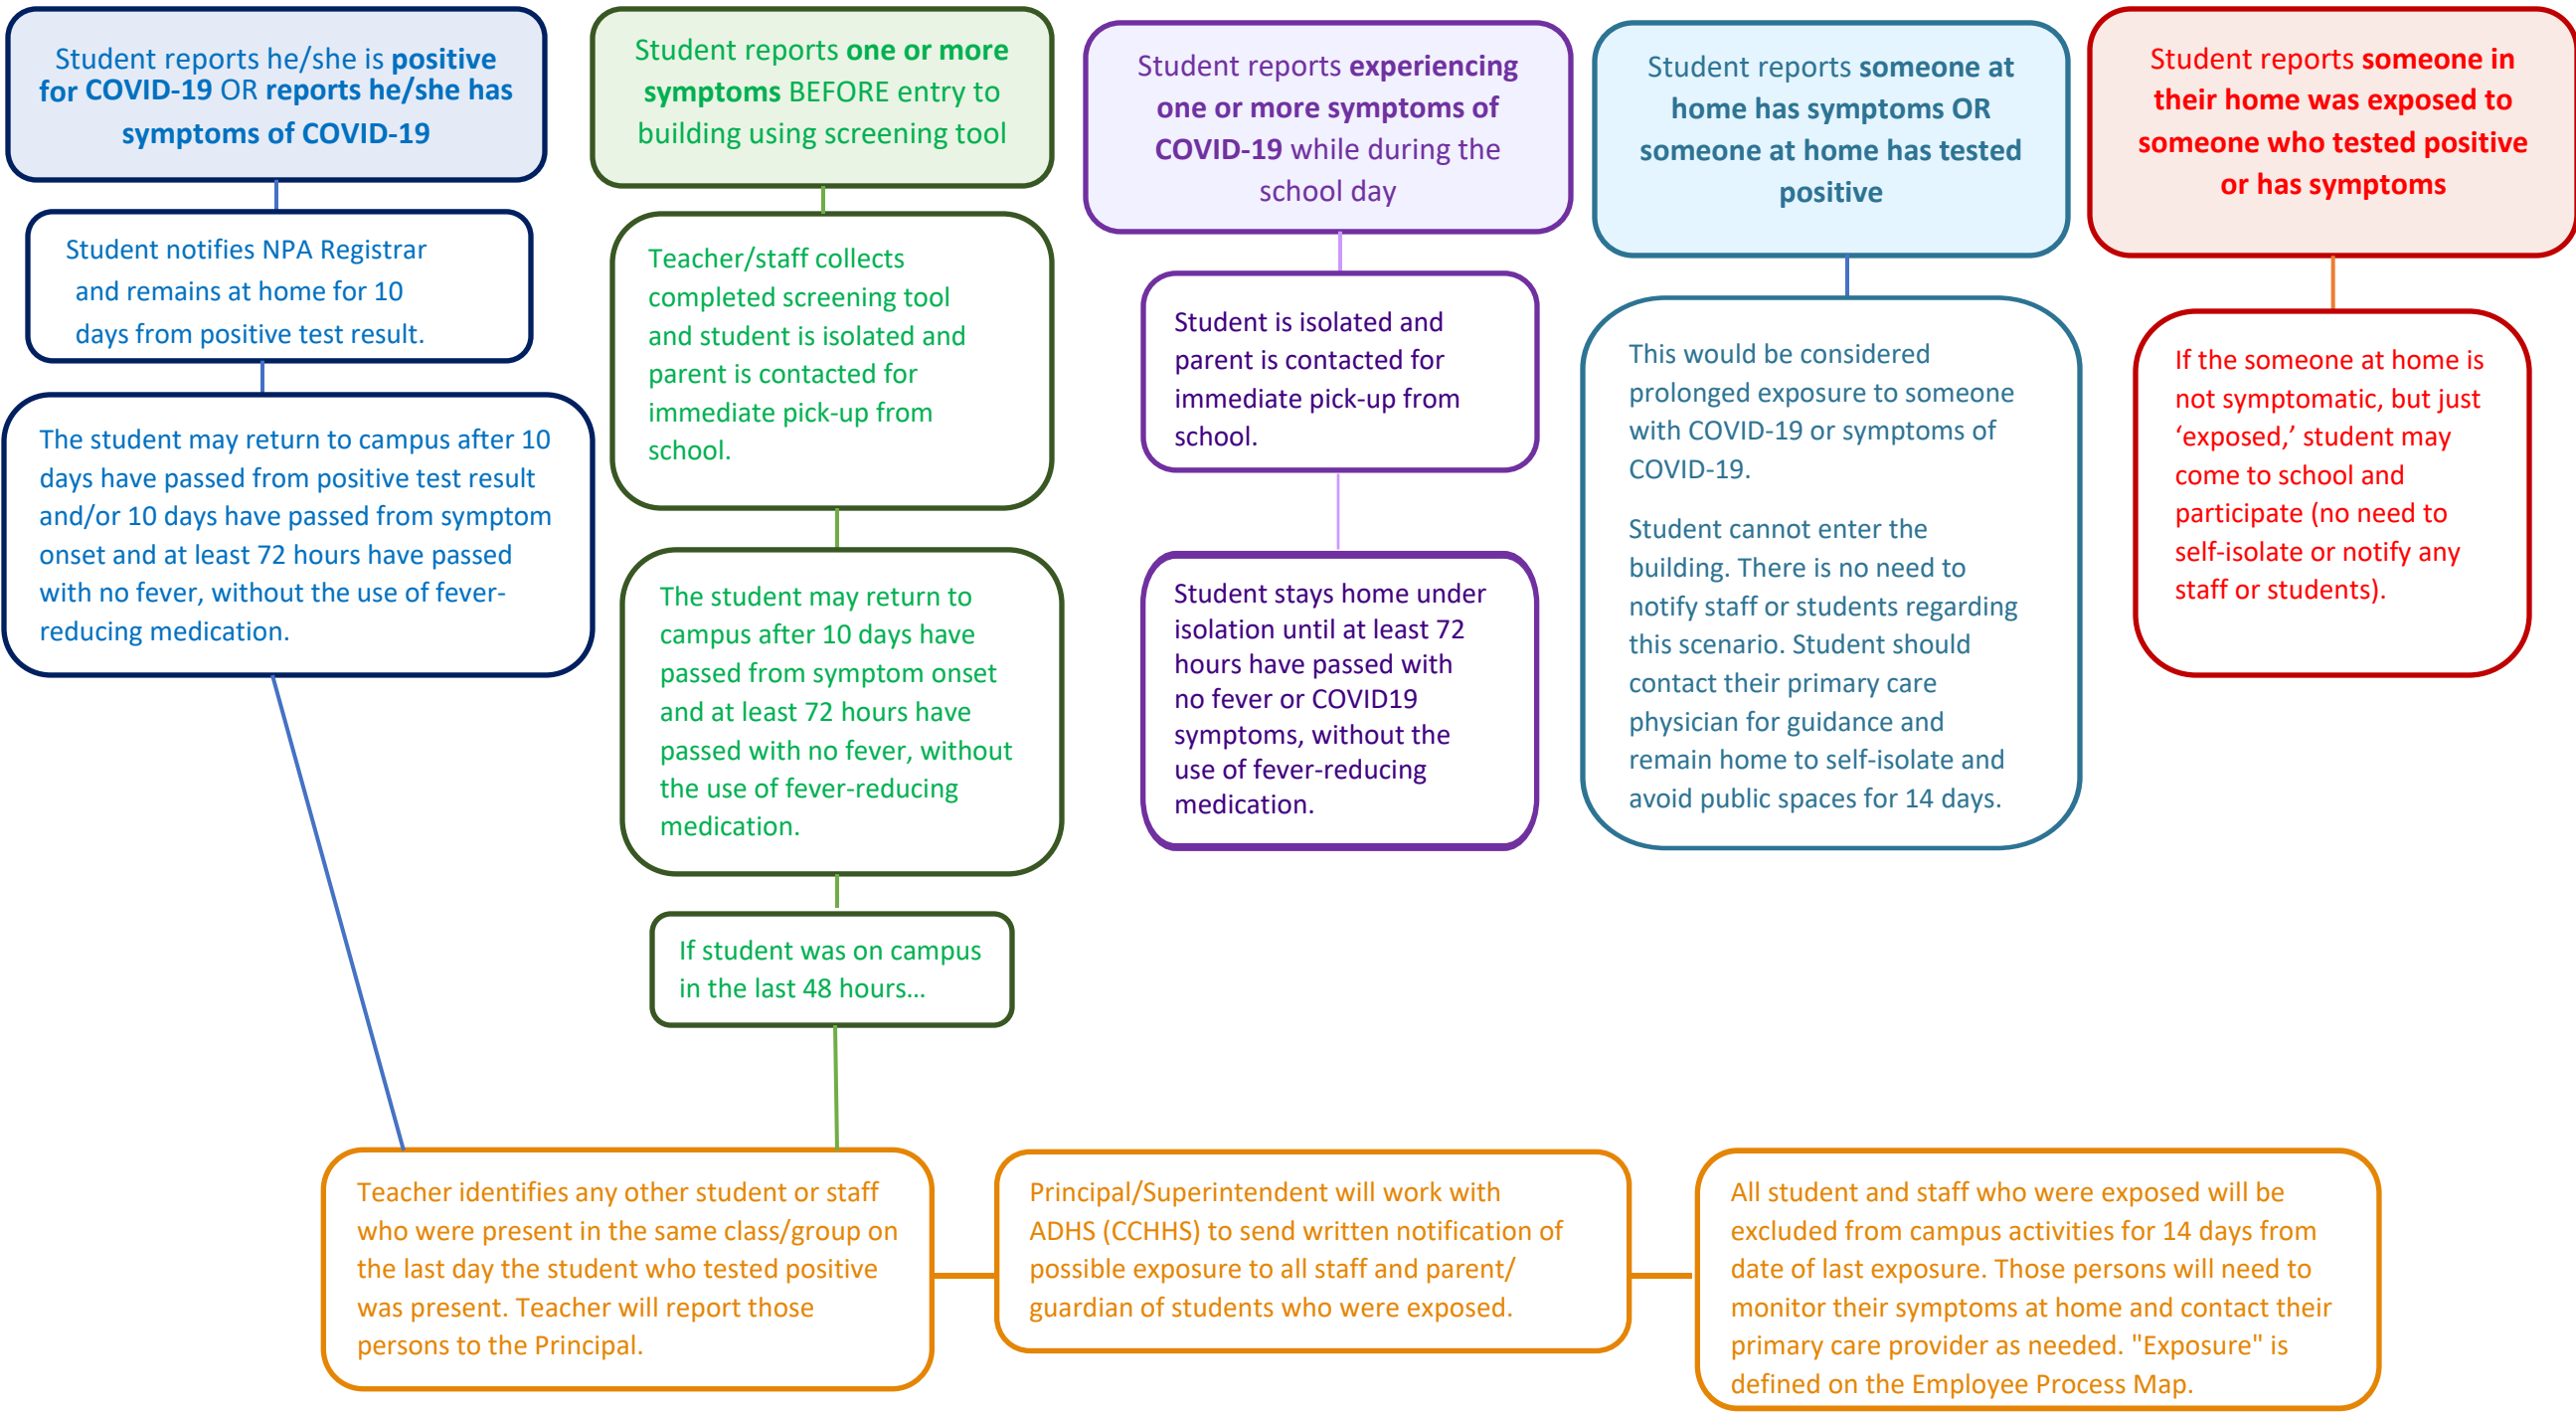 Student reports he/she is positive
for COVID-19 OR reports he/she has
symptoms of COVID-19
Student notifies NPA Registrar
and remains at home for 10
days from positive test result.
The student may return to campus after 10
days have passed from positive test result
and/or 10 days have passed from symptom
onset and at least 72 hours have passed
with no fever, without the use of fever-
reducing medication.
Student reports one or more
symptoms BEFORE entry to
building using screening tool
Teacher/staff collects
completed screening tool
and student is isolated and
parent is contacted for
immediate pick-up from
school.
The student may return to
campus after 10 days have
passed from symptom onset
and at least 72 hours have
passed with no fever, without
the use of fever-reducing
medication.
If student was on campus
in the last 48 hours…
Student reports experiencing
one or more symptoms of
COVID-19 while during the
school day
Student is isolated and
parent is contacted for
immediate pick-up from
school.
Student stays home under
isolation until at least 72
hours have passed with
no fever or COVID19
symptoms, without the
use of fever-reducing
medication.
Student reports someone at
home has symptoms OR
someone at home has tested
positive
This would be considered
prolonged exposure to someone
with COVID-19 or symptoms of
COVID-19.
Student cannot enter the
building. There is no need to
notify staff or students regarding
this scenario. Student should
contact their primary care
physician for guidance and
remain home to self-isolate and
avoid public spaces for 14 days.
Student reports someone in
their home was exposed to
someone who tested positive
or has symptoms
If the someone at home is
not symptomatic, but just
‘exposed,’ student may
come to school and
participate (no need to
self-isolate or notify any
staff or students).
Teacher identifies any other student or staff
who were present in the same class/group on
the last day the student who tested positive
was present. Teacher will report those
persons to the Principal.
Principal/Superintendent will work with
ADHS (CCHHS) to send written notification of
possible exposure to all staff and parent/
guardian of students who were exposed.
All student and staff who were exposed will be
excluded from campus activities for 14 days from
date of last exposure. Those persons will need to
monitor their symptoms at home and contact their
primary care provider as needed. "Exposure" is
defined on the Employee Process Map.